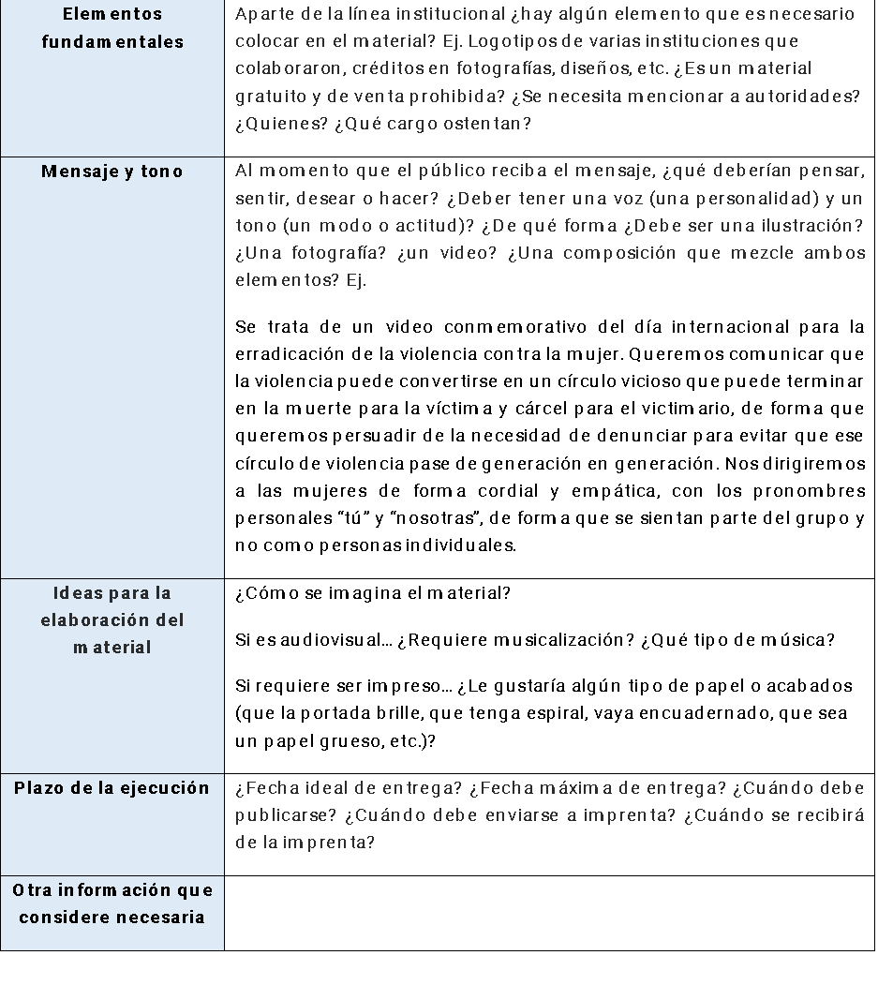 Elementos
fundamentales
Aparte de la línea institucional ¿hay algún elemento que es necesario
colocar en el material? Ej. Logotipos de varias instituciones que
colaboraron, créditos en fotografías, diseños, etc. ¿Es un material
gratuito y de venta prohibida? ¿Se necesita mencionar a autoridades?
¿Quienes? ¿Qué cargo ostentan?
Mensaje y tono
Al momento que el público reciba el mensaje, ¿qué deberían pensar,
sentir, desear o hacer? ¿Deber tener una voz (una personalidad) y un
tono (un modo o actitud)? ¿De qué forma ¿Debe ser una ilustración?
¿Una fotografía? ¿un video? ¿Una composición que mezcle ambos
elementos? Ej.
Se trata de un video conmemorativo del día internacional para la
erradicación de la violencia contra la mujer. Queremos comunicar que
la violencia puede convertirse en un círculo vicioso que puede terminar
en la muerte para la víctima y cárcel para el victimario, de forma que
queremos persuadir de la necesidad de denunciar para evitar que ese
círculo de violencia pase de generación en generación. Nos dirigiremos
a las mujeres de forma cordial y empática, con los pronombres
personales “tú” y “nosotras”, de forma que se sientan parte del grupo y
no como personas individuales.
Ideas para la
elaboración del
material
¿Cómo se imagina el material?
Si es audiovisual… ¿Requiere musicalización? ¿Qué tipo de música?
Si requiere ser impreso… ¿Le gustaría algún tipo de papel o acabados
(que la portada brille, que tenga espiral, vaya encuadernado, que sea
un papel grueso, etc.)?
Plazo de la ejecución
¿Fecha ideal de entrega? ¿Fecha máxima de entrega? ¿Cuándo debe
publicarse? ¿Cuándo debe enviarse a imprenta? ¿Cuándo se recibirá
de la imprenta?
Otra información que
considere necesaria